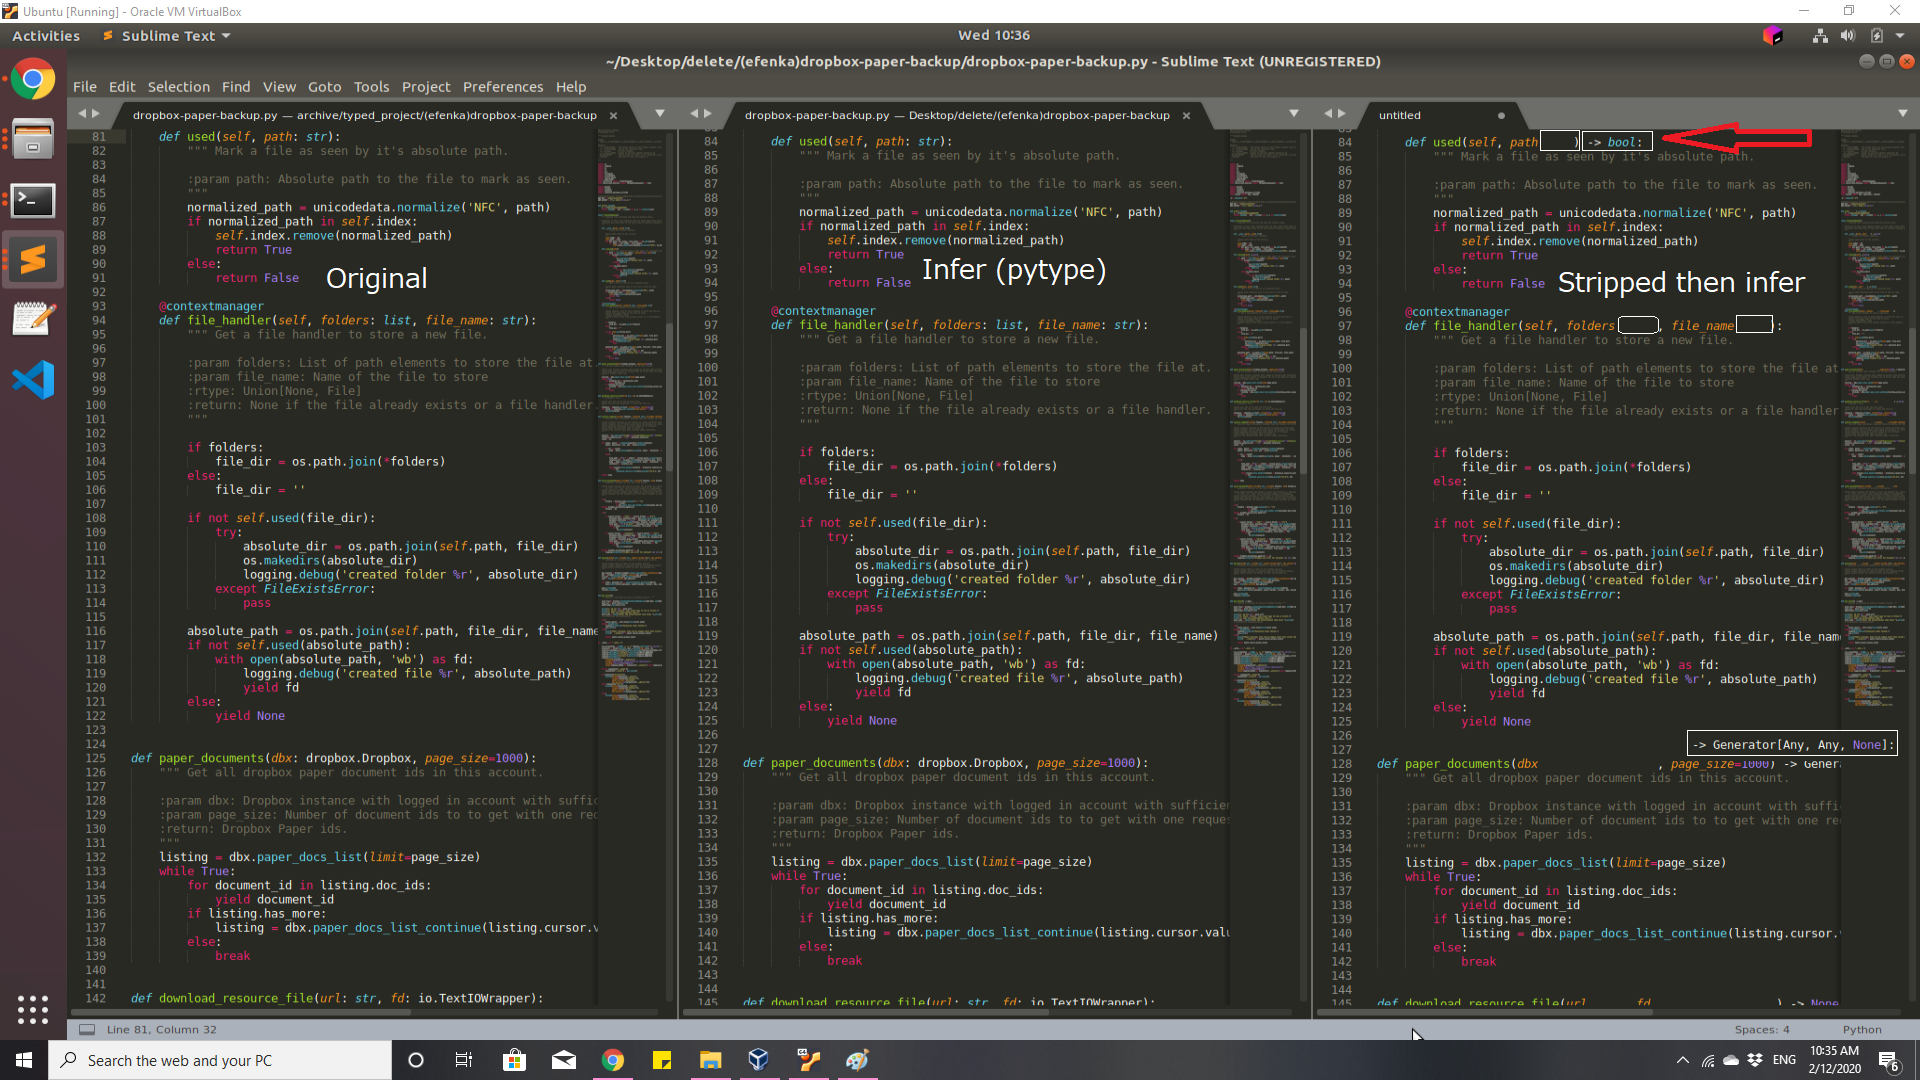 Ubuntu [Running] - Oracle VM VirtualBox
Activities
Sublime Text
Wed 10:36
~/Desktop/delete/(efenka)dropbox-paper-backup/dropbox-paper-backup.py - Sublime Text (UNREGISTERED)
File Edit Selection Find View Goto Tools Project Preferences Help
dropbox-paper-backup.py — archive/typed_project/(efenka)dropbox-paper-backup
81 def used(self, path: str):
82 """ Mark a file as seen by it's absolute path.
83
84 :param path: Absolute path to the file to mark as seen.
85 """
86 normalized_path = unicodedata.normalize('NFC', path)
87 if normalized_path in self.index:
88 self.index.remove(normalized_path)
89 return True
90 else:
91 return False
Original
92
93 @contextmanager
94 def file_handler(self, folders: list, file_name: str):
95 """ Get a file handler to store a new file.
96
97 :param folders: List of path elements to store the file at.
98 :param file_name: Name of the file to store
99 :rtype: Union[None, File]
100 :return: None if the file already exists or a file handler.
101 """
102
103 if folders:
104 file_dir = os.path.join(*folders)
105 else:
106 file_dir = ''
107
108 if not self.used(file_dir):
109 try:
110 absolute_dir = os.path.join(self.path, file_dir)
111 os.makedirs(absolute_dir)
112 logging.debug('created folder %r', absolute_dir)
113 except FileExistsError:
114 pass
115
116 absolute_path = os.path.join(self.path, file_dir, file_name
117 if not self.used(absolute_path):
118 with open(absolute_path, 'wb') as fd:
119 logging.debug('created file %r', absolute_path)
120 yield fd
121 else:
122 yield None
123
124
125 def paper_documents(dbx: dropbox.Dropbox, page_size=1000):
126 """ Get all dropbox paper document ids in this account.
127
128 :param dbx: Dropbox instance with logged in account with suffic
129 :param page_size: Number of document ids to to get with one req
130 :return: Dropbox Paper ids.
131 """
132 listing = dbx.paper_docs_list(limit=page_size)
133 while True:
134 for document_id in listing.doc_ids:
135 yield document_id
136 if listing.has_more:
137 listing = dbx.paper_docs_list_continue(listing.cursor.v
138 else:
139 break
140
141
142 def download_resource_file(url: str, fd: io.TextIOWrapper):
dropbox-paper-backup.py — Desktop/delete/(efenka)dropbox-paper-backup
84 def used(self, path: str):
85 """ Mark a file as seen by it's absolute path.
86
87 :param path: Absolute path to the file to mark as seen.
88 """
89 normalized_path = unicodedata.normalize('NFC', path)
90 if normalized_path in self.index:
91 self.index.remove(normalized_path)
92 return True
93 else:
94 return False
Infer (pytype)
95
96 @contextmanager
97 def file_handler(self, folders: list, file_name: str):
98 """ Get a file handler to store a new file.
99
100 :param folders: List of path elements to store the file at.
101 :param file_name: Name of the file to store
102 :rtype: Union[None, File]
103 :return: None if the file already exists or a file handler.
104 """
105
106 if folders:
107 file_dir = os.path.join(*folders)
108 else:
109 file_dir = ''
110
111 if not self.used(file_dir):
112 try:
113 absolute_dir = os.path.join(self.path, file_dir)
114 os.makedirs(absolute_dir)
115 logging.debug('created folder %r', absolute_dir)
116 except FileExistsError:
117 pass
118
119 absolute_path = os.path.join(self.path, file_dir, file_name)
120 if not self.used(absolute_path):
121 with open(absolute_path, 'wb') as fd:
122 logging.debug('created file %r', absolute_path)
123 yield fd
124 else:
125 yield None
126
127
128 def paper_documents(dbx: dropbox.Dropbox, page_size=1000):
129 """ Get all dropbox paper document ids in this account.
130
131 :param dbx: Dropbox instance with logged in account with sufficien
132 :param page_size: Number of document ids to to get with one reques
133 :return: Dropbox Paper ids.
134 """
135 listing = dbx.paper_docs_list(limit=page_size)
136 while True:
137 for document_id in listing.doc_ids:
138 yield document_id
139 if listing.has_more:
140 listing = dbx.paper_docs_list_continue(listing.cursor.valu
141 else:
142 break
143
144
145 def download_resource_file(url: str, fd: io.TextIOWrapper):
untitled
84 def used(self, path ) -> bool:
85 """ Mark a file as seen by it's absolute path.
86
87 :param path: Absolute path to the file to mark as seen.
88 """
89 normalized_path = unicodedata.normalize('NFC', path)
90 if normalized_path in self.index:
91 self.index.remove(normalized_path)
92 return True
93 else:
94 return False
Stripped then infer
95
96 @contextmanager
97 def file_handler(self, folders , file_name ):
98 """ Get a file handler to store a new file.
99
100 :param folders: List of path elements to store the file at
101 :param file_name: Name of the file to store
102 :rtype: Union[None, File]
103 :return: None if the file already exists or a file handler
104 """
105
106 if folders:
107 file_dir = os.path.join(*folders)
108 else:
109 file_dir = ''
110
111 if not self.used(file_dir):
112 try:
113 absolute_dir = os.path.join(self.path, file_dir)
114 os.makedirs(absolute_dir)
115 logging.debug('created folder %r', absolute_dir)
116 except FileExistsError:
117 pass
118
119 absolute_path = os.path.join(self.path, file_dir, file_nam
120 if not self.used(absolute_path):
121 with open(absolute_path, 'wb') as fd:
122 logging.debug('created file %r', absolute_path)
123 yield fd
124 else:
125 yield None
126
127
-> Generator[Any, Any, None]:
128 def paper_documents(dbx , page_size=1000) -> Genera
129 """ Get all dropbox paper document ids in this account.
130
131 :param dbx: Dropbox instance with logged in account with suffi
132 :param page_size: Number of document ids to to get with one re
133 :return: Dropbox Paper ids.
134 """
135 listing = dbx.paper_docs_list(limit=page_size)
136 while True:
137 for document_id in listing.doc_ids:
138 yield document_id
139 if listing.has_more:
140 listing = dbx.paper_docs_list_continue(listing.cursor.
141 else:
142 break
143
144
145 def download_resource_file(url fd ) -> None
Line 81, Column 32
Spaces: 4
Python
Search the web and your PC
ENG
10:35 AM
2/12/2020
6